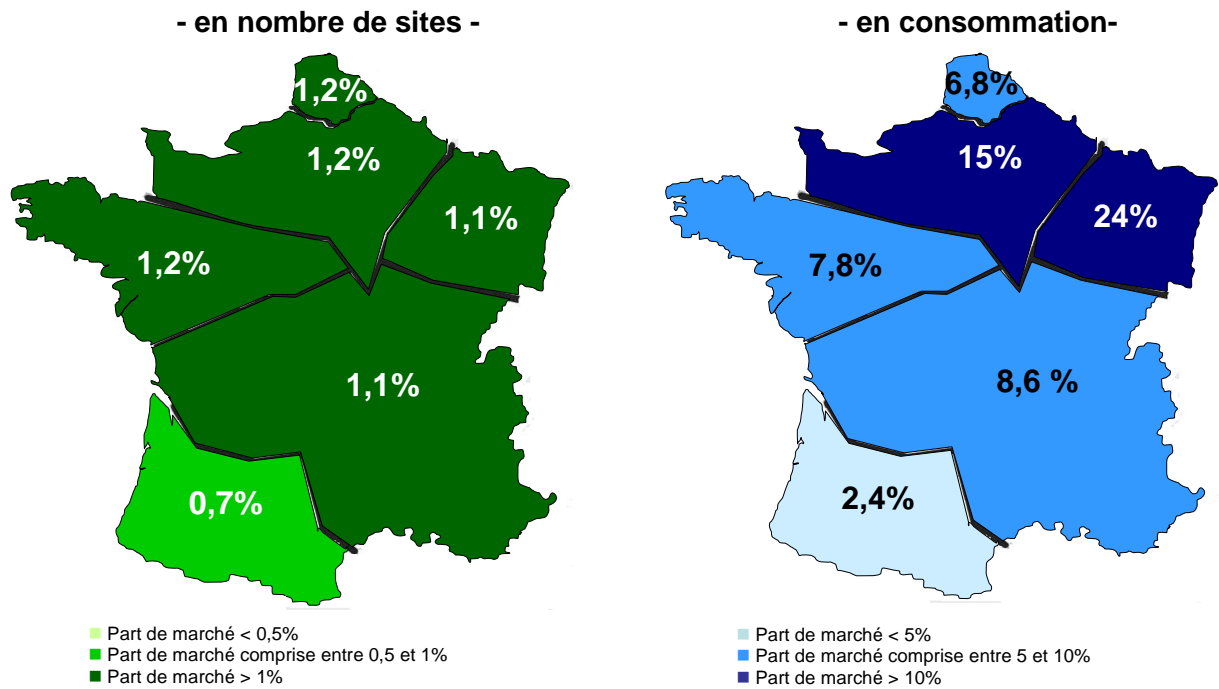 - en nombre de sites -
1,2%
1,2%
1,1%
1,2%
1,1%
0,7%
Part de marché < 0,5%
Part de marché comprise entre 0,5 et 1%
Part de marché > 1%
- en consommation-
6,8%
15%
24%
7,8%
8,6 %
2,4%
Part de marché < 5%
Part de marché comprise entre 5 et 10%
Part de marché > 10%